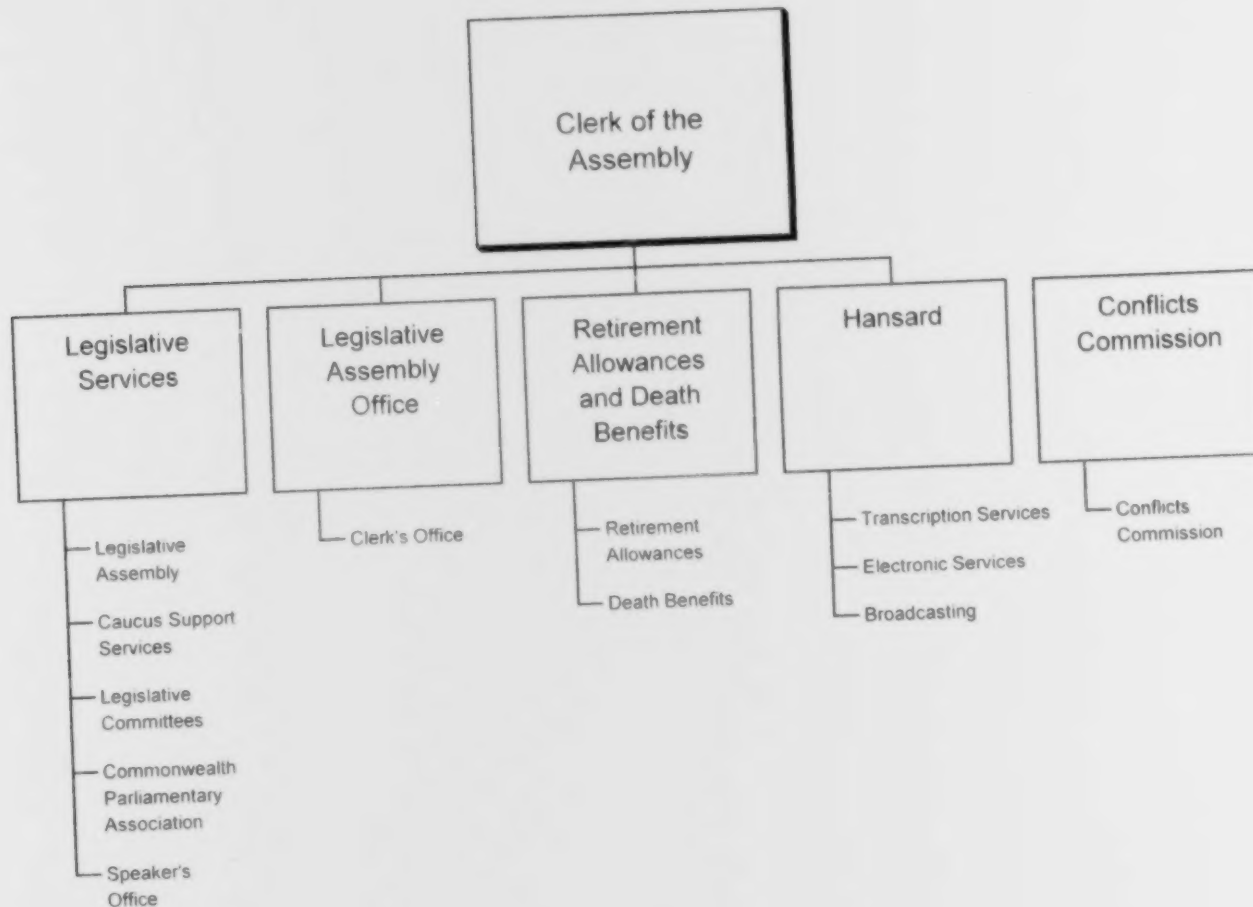 Clerk of the
Assembly
Legislative
Services
Legislative
Assembly
Caucus Support
Services
Legislative
Committees
Commonwealth
Parliamentary
Association
Speaker's
Office
Legislative
Assembly
Office
Clerk's Office
Retirement
Allowances
and Death
Benefits
Retirement
Allowances
Death Benefits
Hansard
Transcription Services
Electronic Services
Broadcasting
Conflicts
Commission
Conflicts
Commission